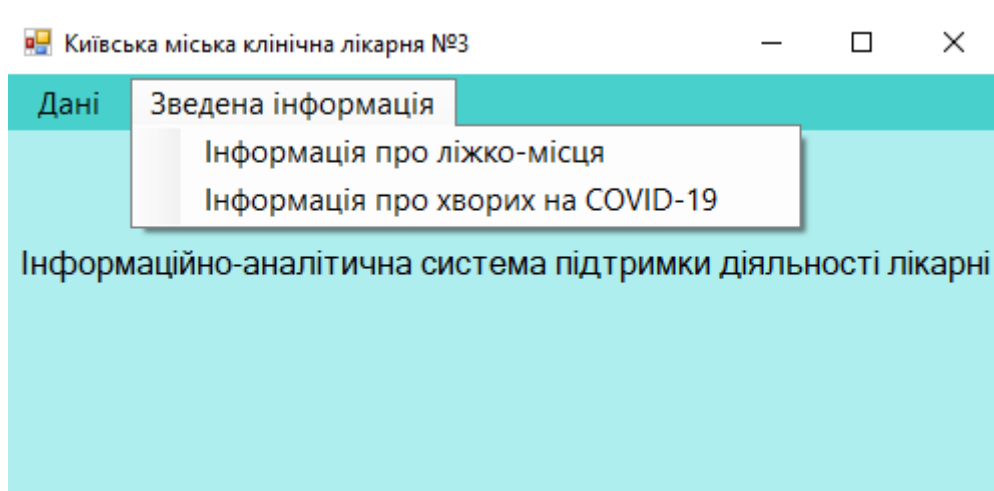 Київська міська клінічна лікарня №3
Дані Зведена інформація
Інформація про ліжко-місця
Інформація про хворих на COVID-19
Інформаційно-аналітична система підтримки діяльності лікарні